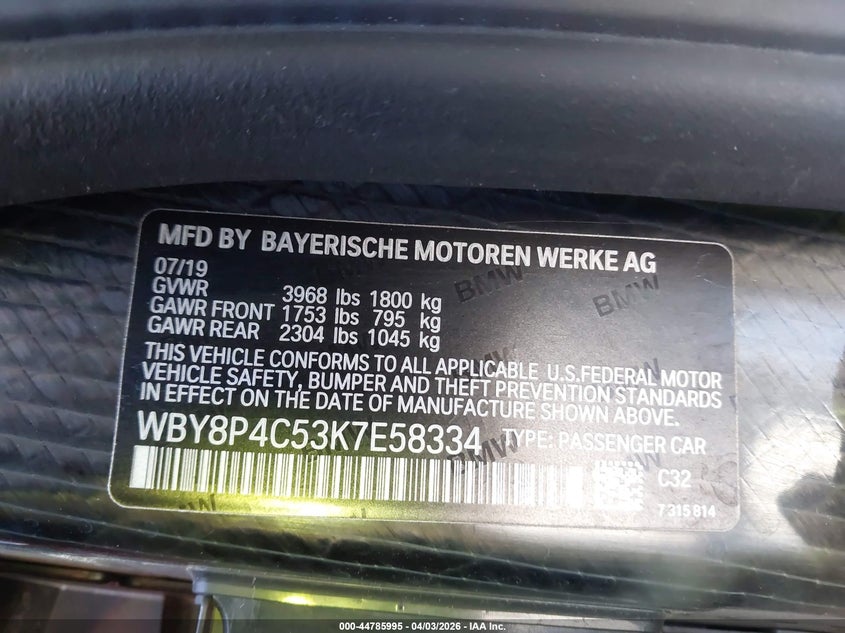 MFD BY BAYERISCHE MOTOREN WERKE AG
07/19
GVWR 3968 lbs 1800 kg
GAWR FRONT 1753 lbs 795 kg
GAWR REAR 2304 lbs 1045 kg
THIS VEHICLE CONFORMS TO ALL APPLICABLE U.S.FEDERAL MOTOR
VEHICLE SAFETY, BUMPER AND THEFT PREVENTION STANDARDS
IN EFFECT ON THE DATE OF MANUFACTURE SHOWN ABOVE.
WBY8P4C53K7E58334 TYPE: PASSENGER CAR
C32
7 315 814
BMW BMW
000-44785995 - 04/03/2026 - IAA Inc.